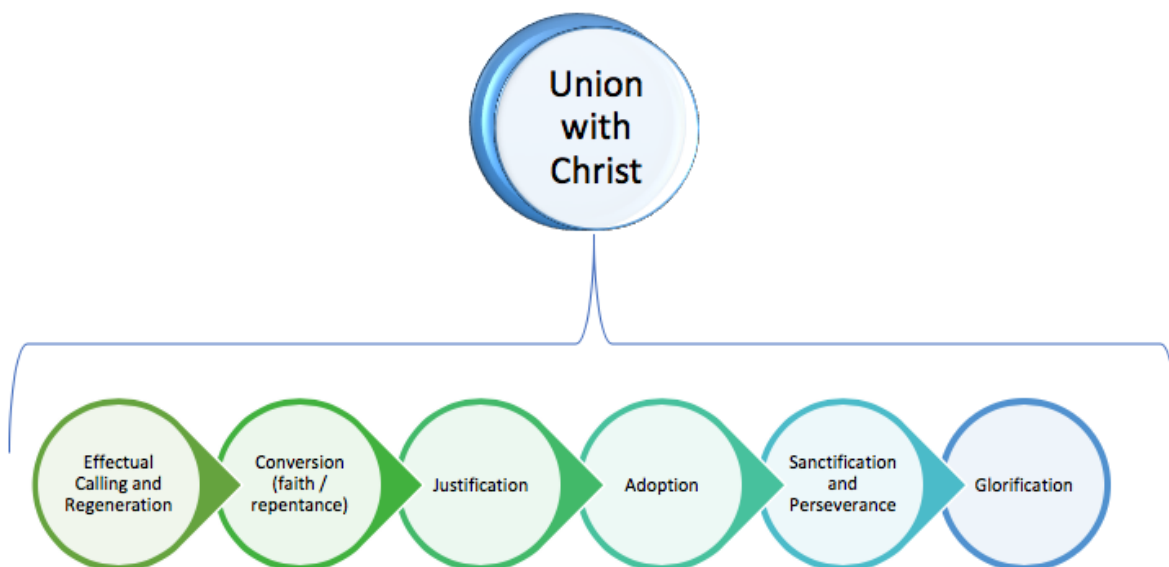 Union
with
Christ
Effectual
Calling and
Regeneration
Conversion
(faith /
repentance)
Justification
Adoption
Sanctification
and
Perseverance
Glorification